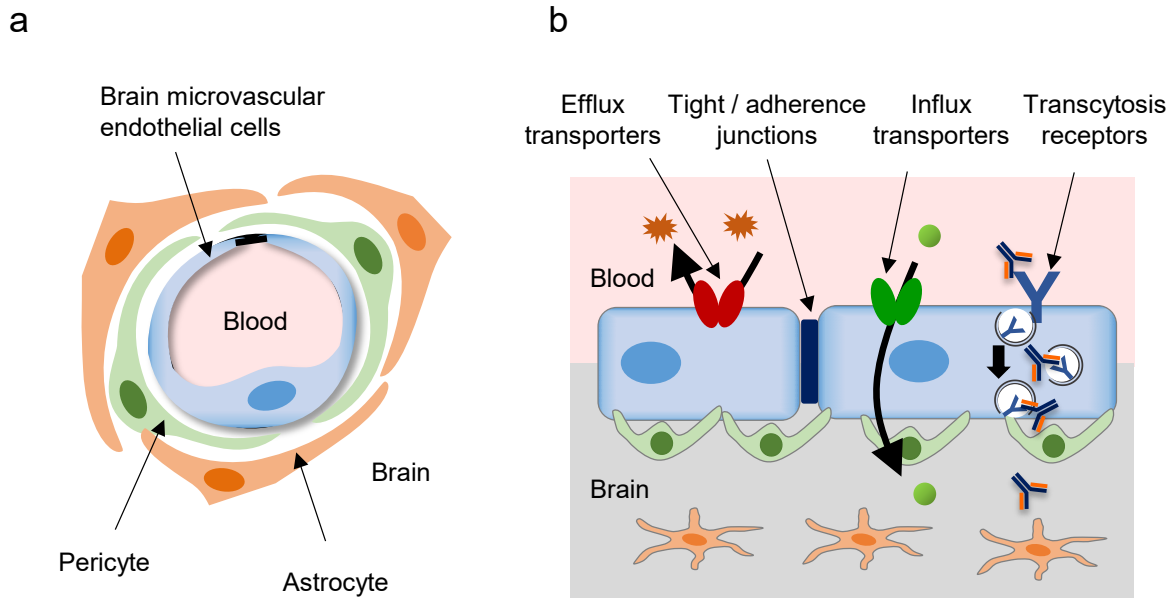 a
Brain microvascular
endothelial cells
Blood
Brain
Pericyte
Astrocyte
b
Efflux
transporters
Tight / adherence
junctions
Influx
transporters
Transcytosis
receptors
Blood
Brain